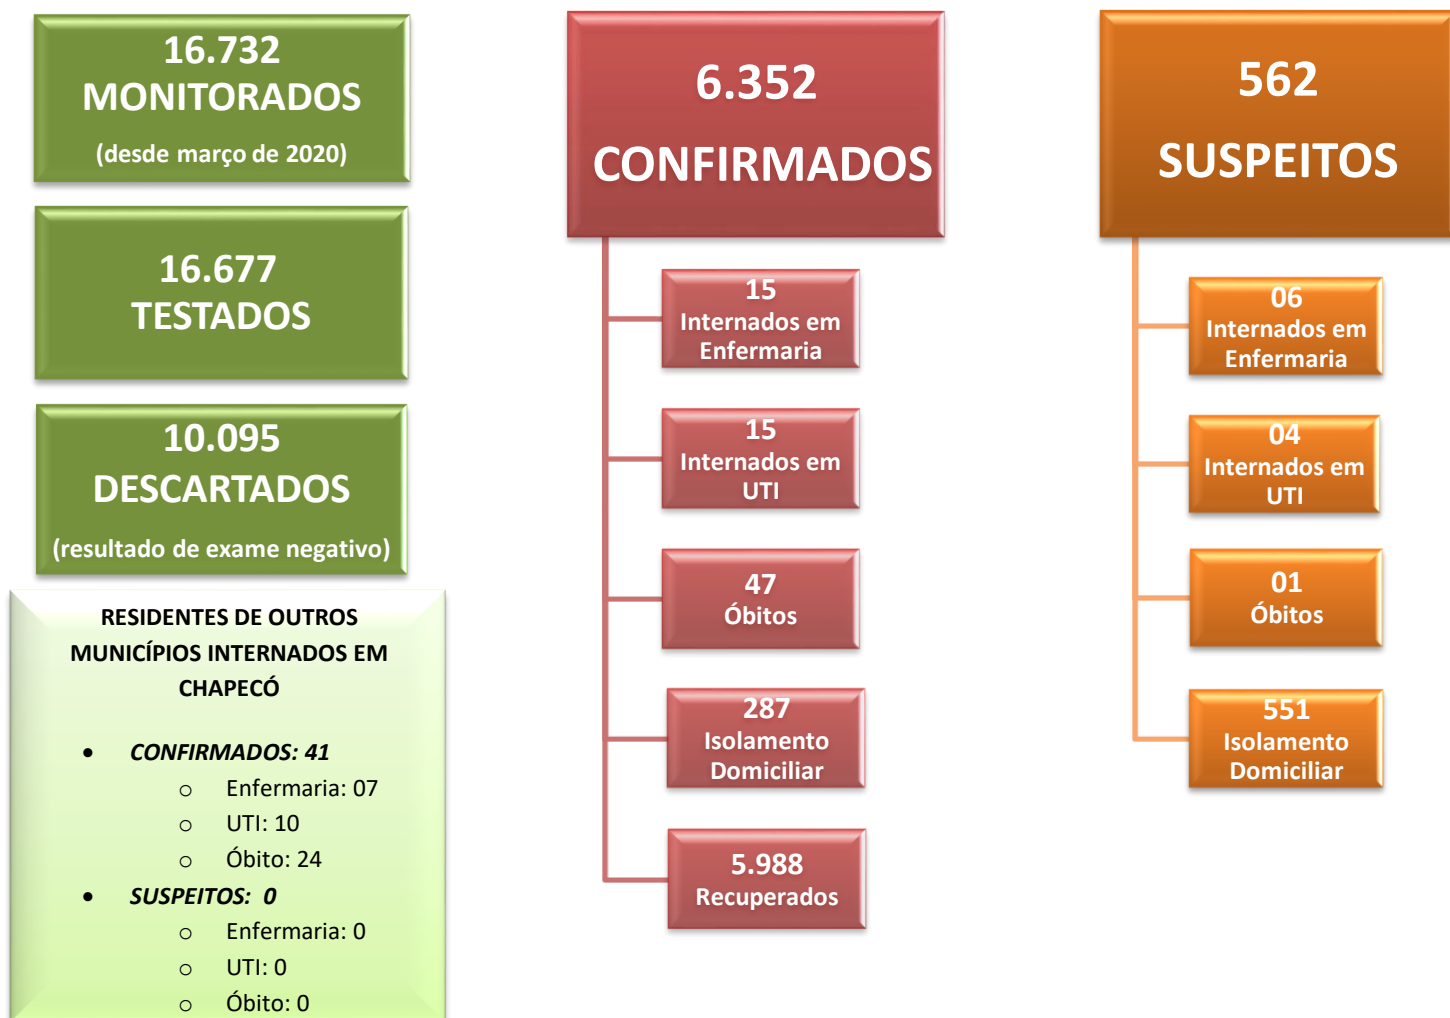 16.732
MONITORADOS
(desde março de 2020)
16.677
TESTADOS
10.095
DESCARTADOS
(resultado de exame negativo)
RESIDENTES DE OUTROS
MUNICÍPIOS INTERNADOS EM
CHAPECÓ
• CONFIRMADOS: 41
o Enfermaria: 07
o UTI: 10
o Óbito: 24
• SUSPEITOS: 0
o Enfermaria: 0
o UTI: 0
o Óbito: 0
6.352
CONFIRMADOS
15
Internados em
Enfermaria
15
Internados em
UTI
47
Óbitos
287
Isolamento
Domiciliar
5.988
Recuperados
562
SUSPEITOS
06
Internados em
Enfermaria
04
Internados em
UTI
01
Óbitos
551
Isolamento
Domiciliar